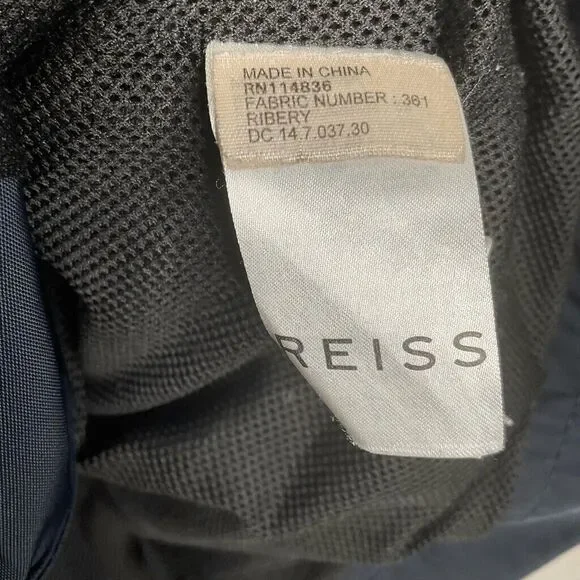 MADE IN CHINA
RN114836
FABRIC NUMBER : 361
RIBERY
DC 14.7.037.30
REISS